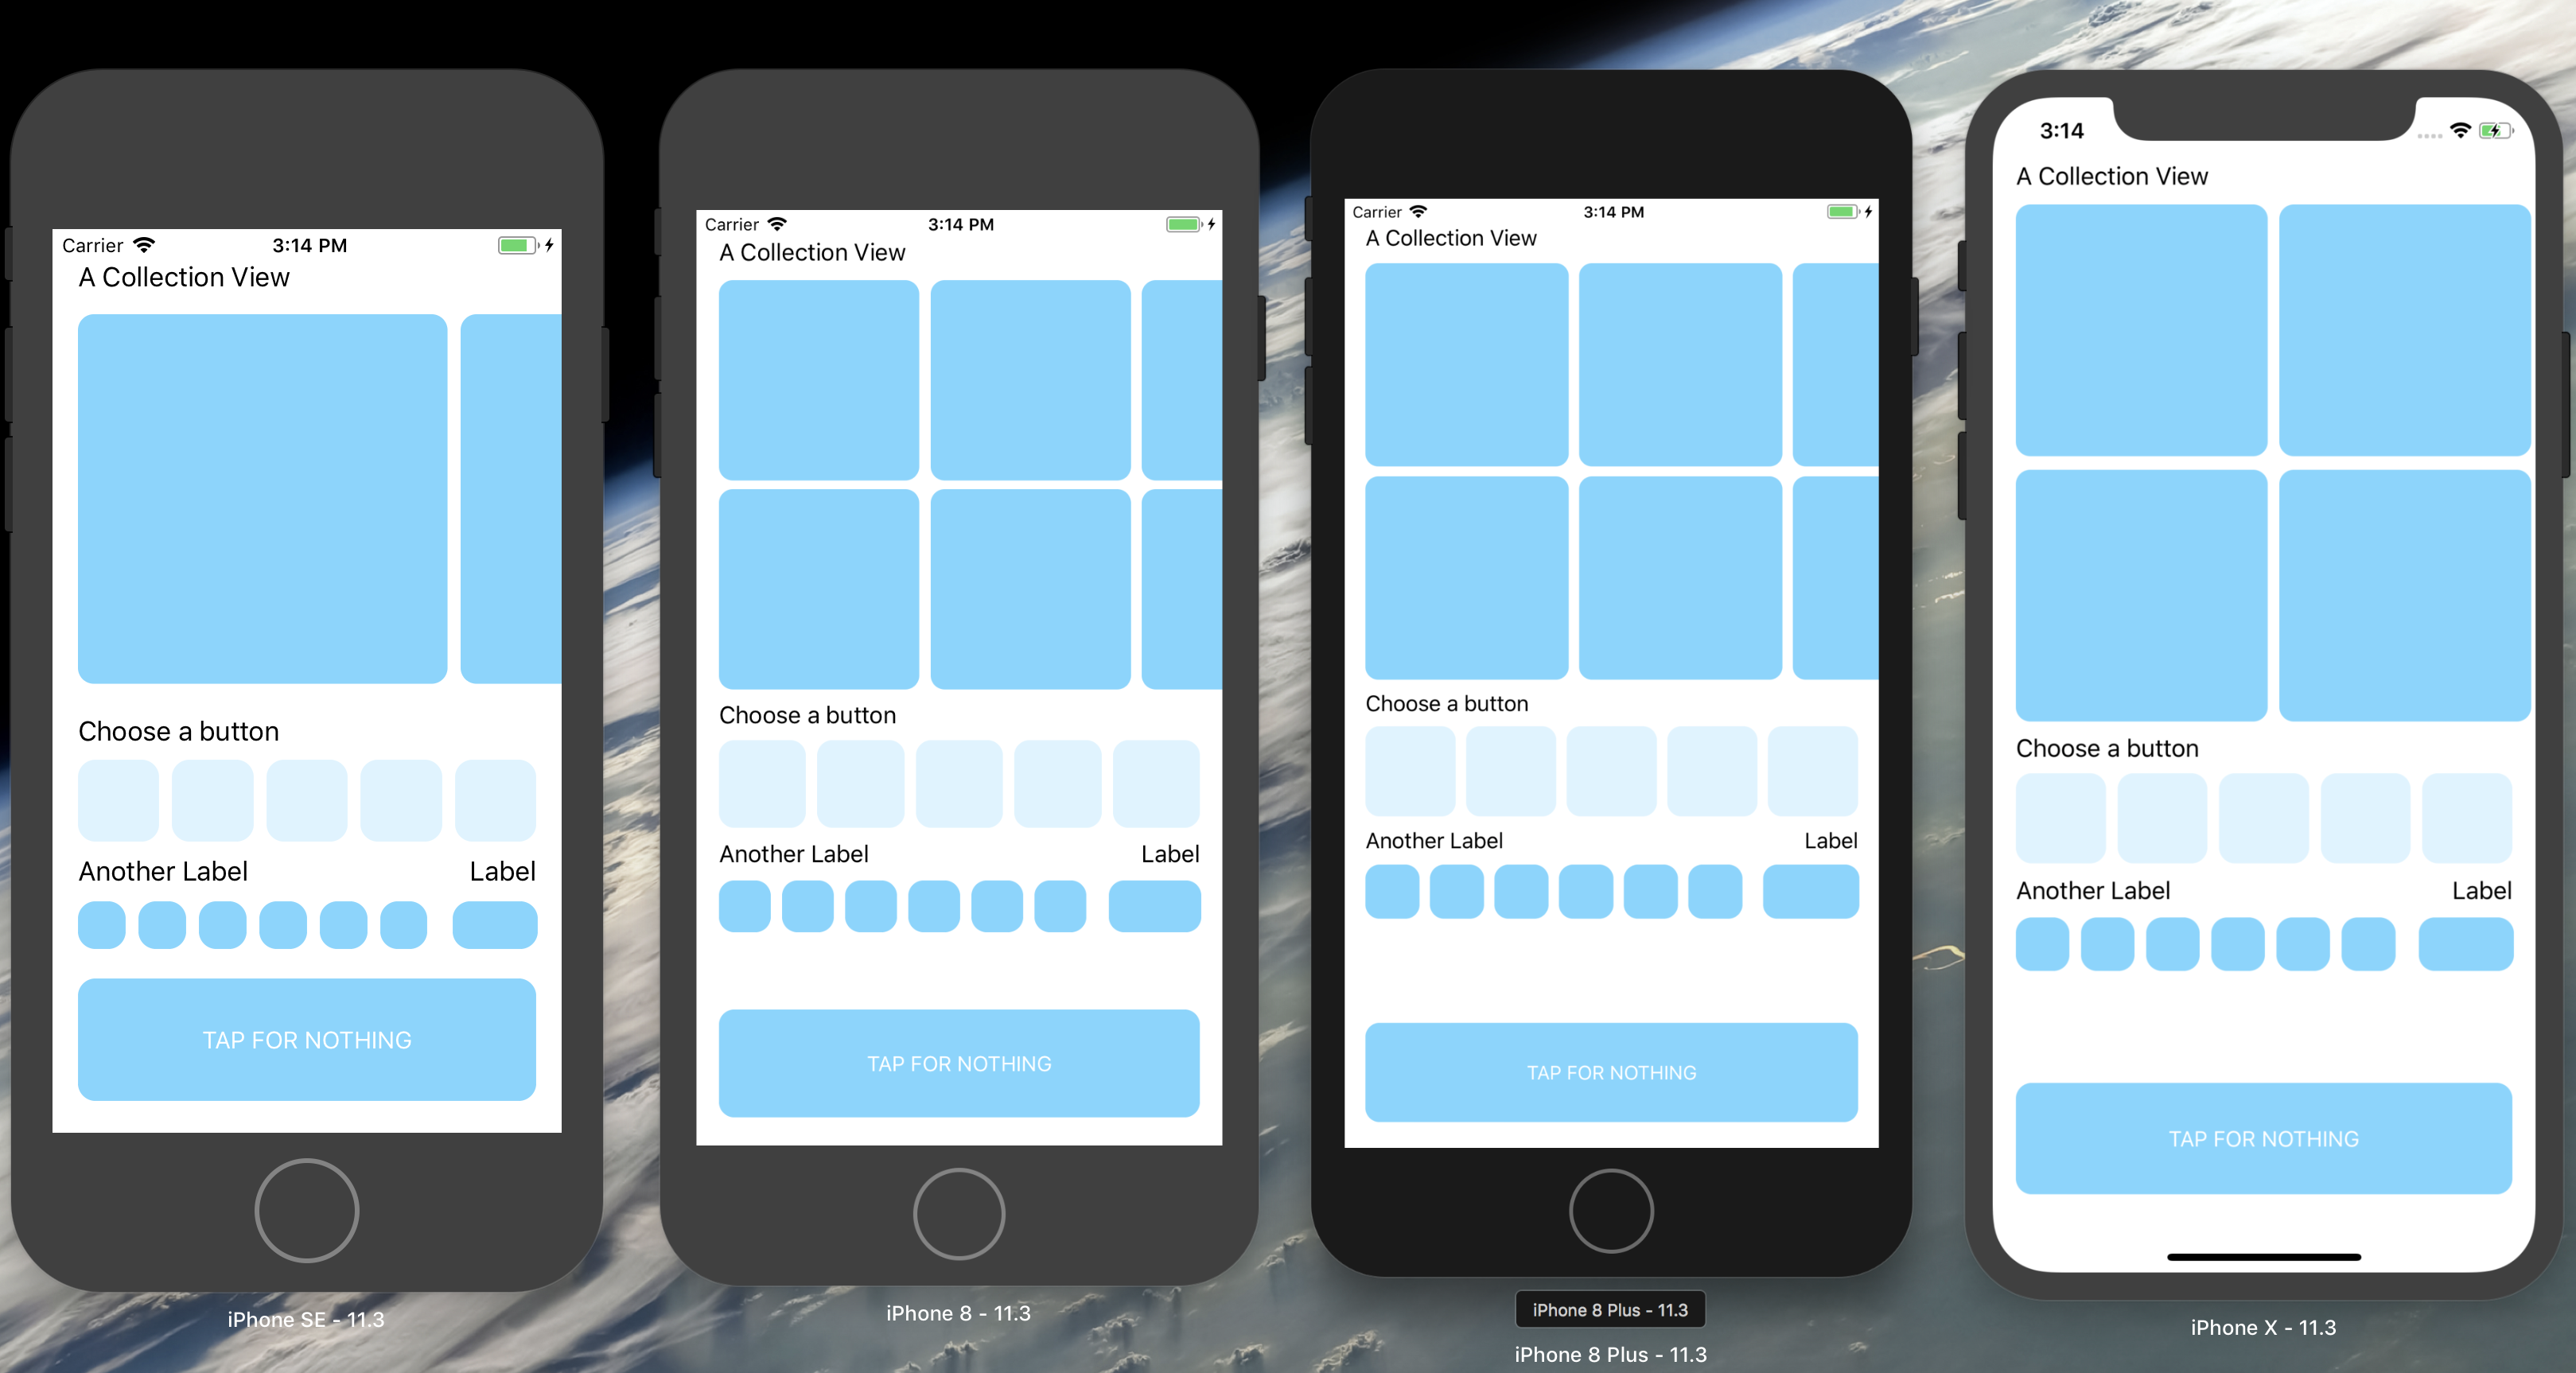 Carrier 3:14 PM
A Collection View
Choose a button
Another Label Label
TAP FOR NOTHING
iPhone SE - 11.3
Carrier 3:14 PM
A Collection View
Choose a button
Another Label Label
TAP FOR NOTHING
iPhone 8 - 11.3
Carrier 3:14 PM
A Collection View
Choose a button
Another Label Label
TAP FOR NOTHING
iPhone 8 Plus - 11.3
iPhone 8 Plus - 11.3
3:14
A Collection View
Choose a button
Another Label Label
TAP FOR NOTHING
iPhone X - 11.3